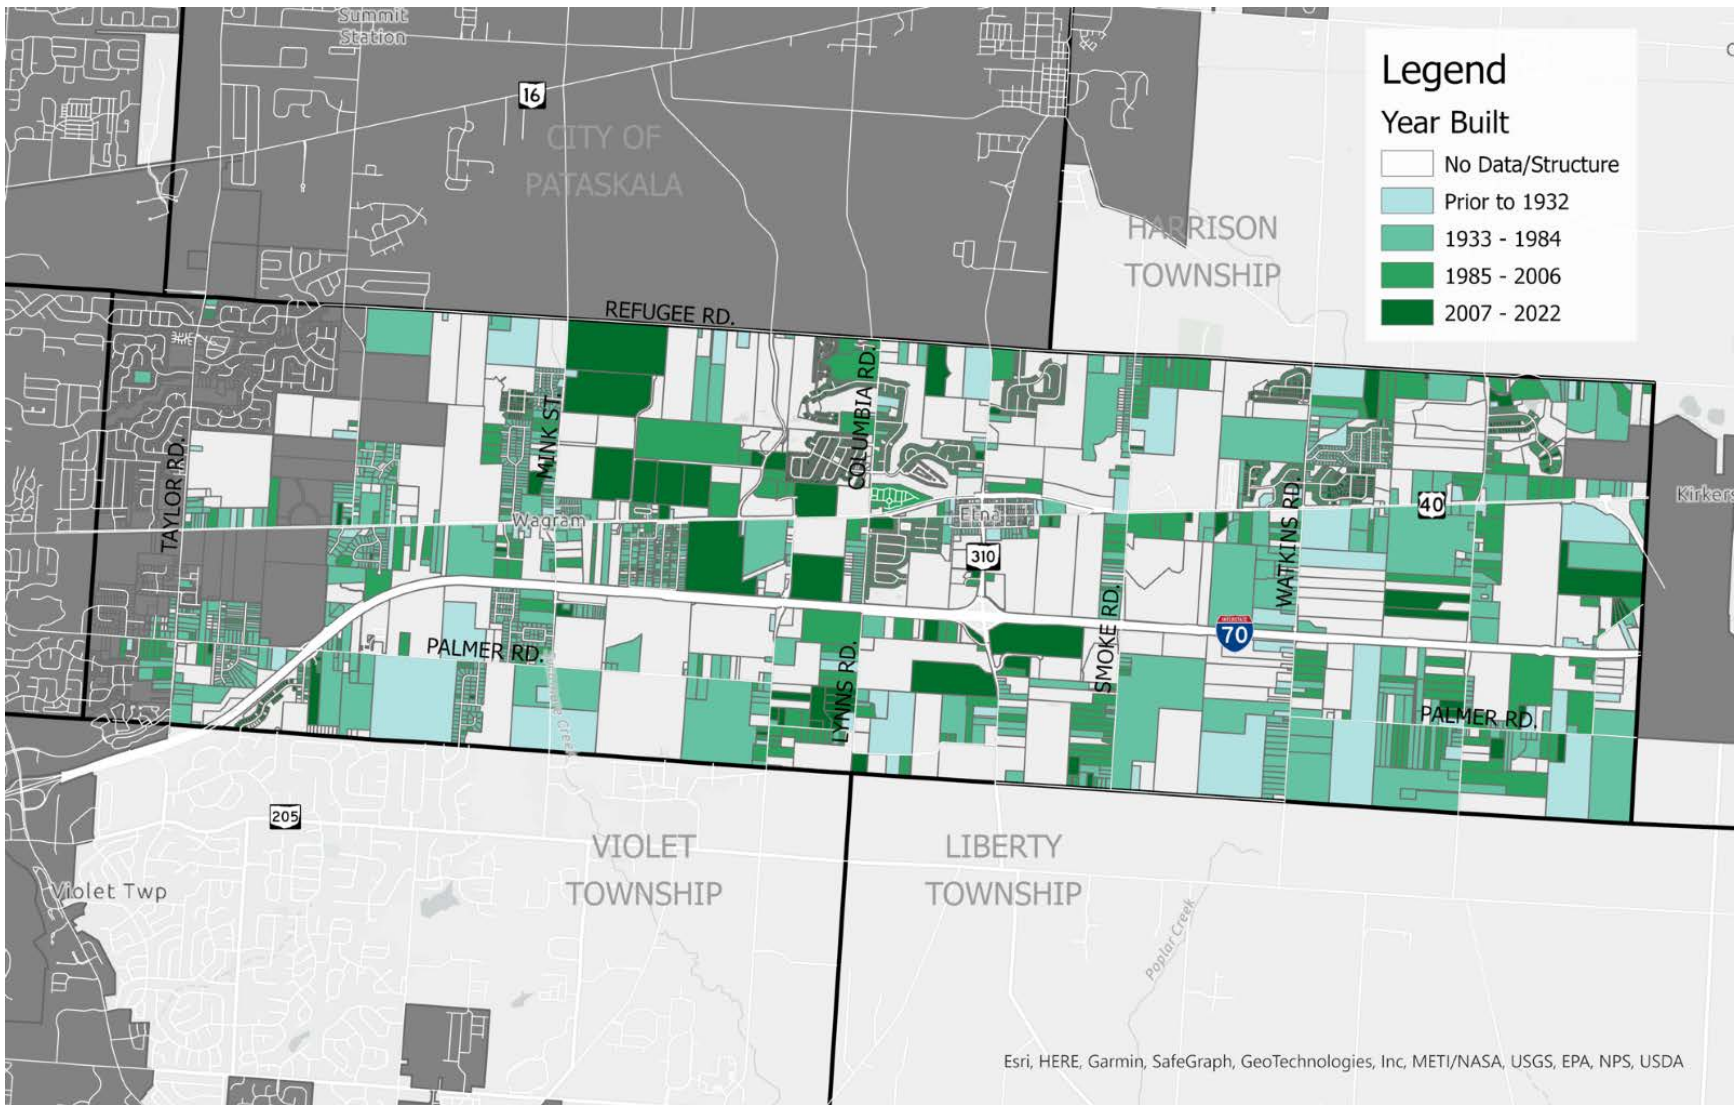 Summit
Station
16
CITY OF
PATASKALA
HARRISON
TOWNSHIP
Legend
Year Built
No Data/Structure
Prior to 1932
1933 - 1984
1985 - 2006
2007 - 2022
REFUGEE RD.
TAYLOR RD.
MINK ST.
COLUMBIA RD.
WATKINS RD.
Wagram
Etna
40
Kirkers
310
SMOKE RD.
INTERSTATE
70
PALMER RD.
LYNNS RD.
PALMER RD.
205
VIOLET
TOWNSHIP
LIBERTY
TOWNSHIP
Violet Twp
Poplar Creek
Esri, HERE, Garmin, SafeGraph, GeoTechnologies, Inc, METI/NASA, USGS, EPA, NPS, USDA